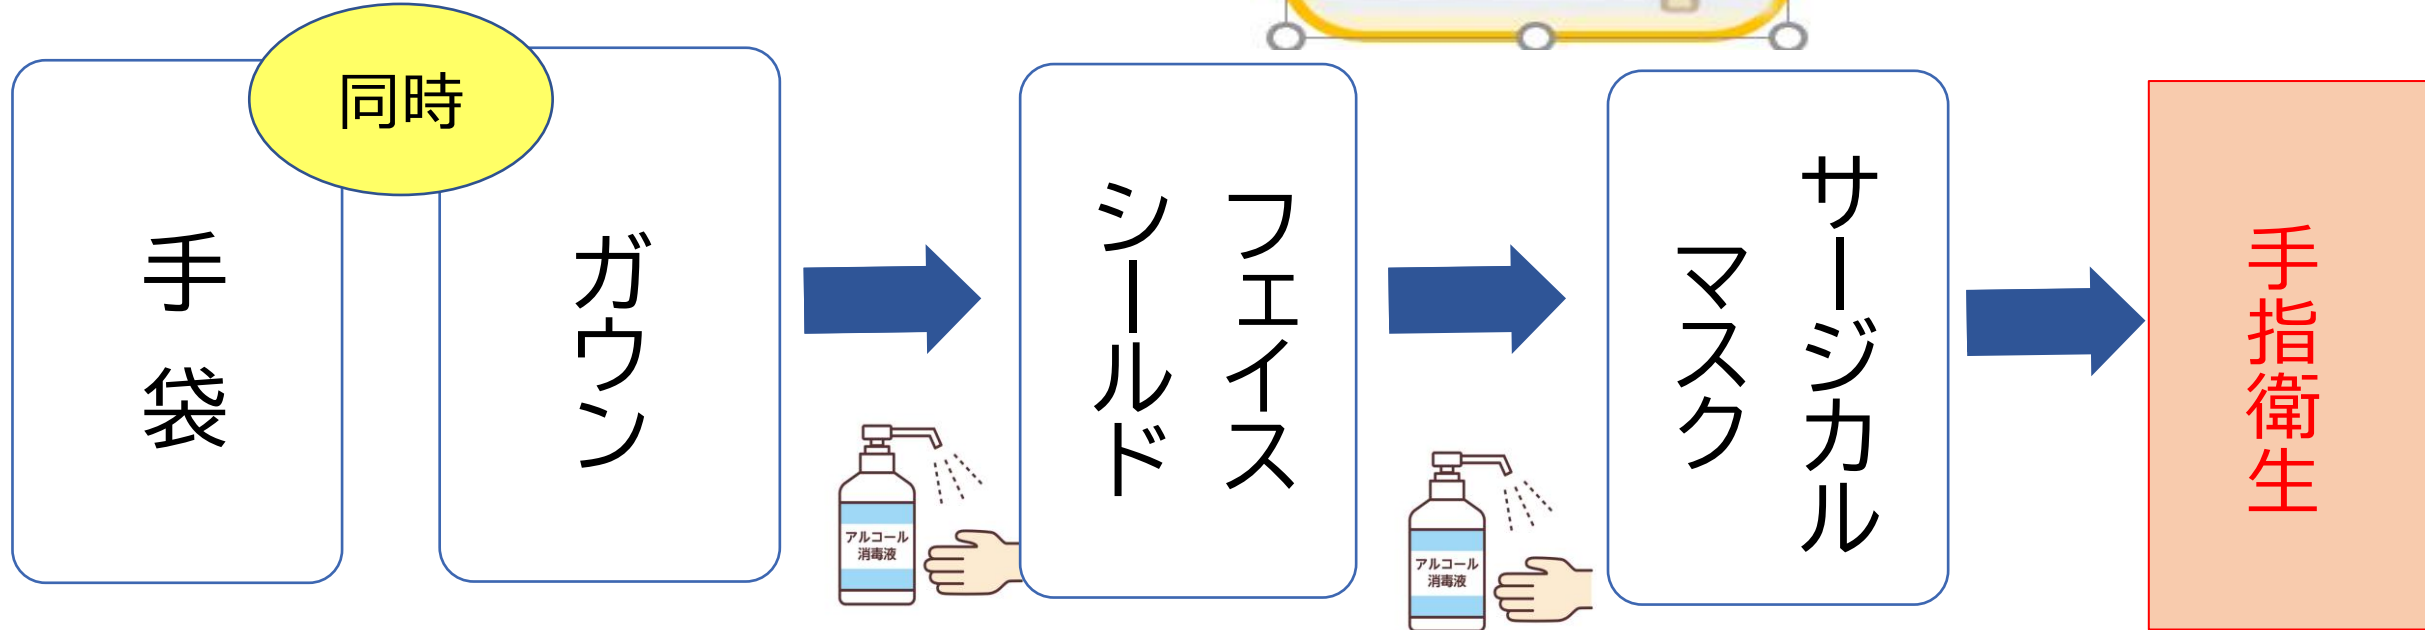 同時
手袋
ガウン
フェイス
シールド
サージカル
マスク
手指衛生
アルコール
消毒液
アルコール
消毒液